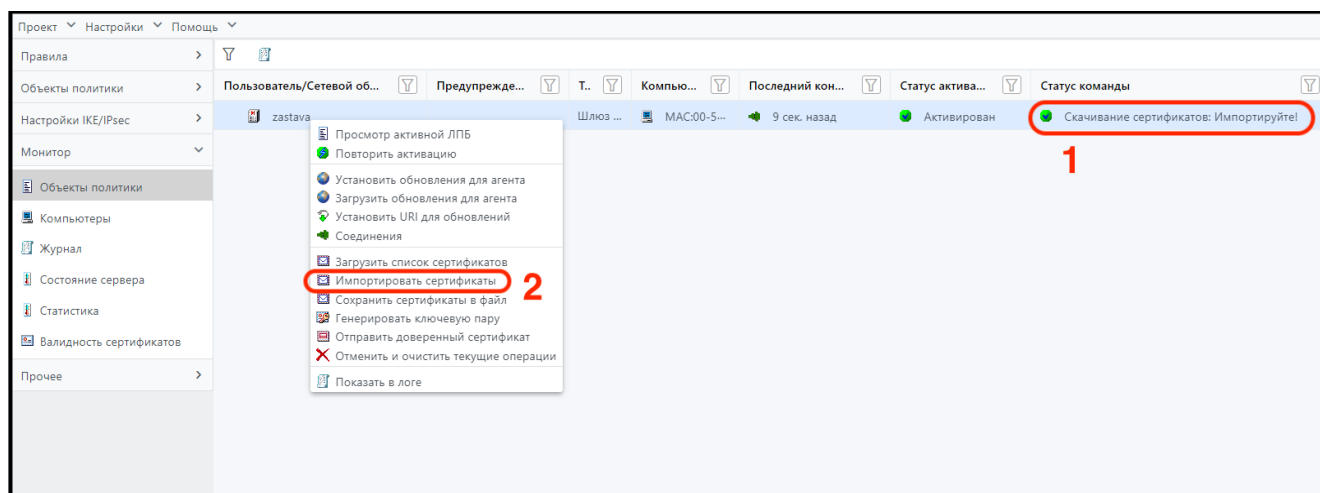 Проект Настройки Помощь
Правила
Объекты политики
Настройки IKE/IPsec
Монитор
Объекты политики
Компьютеры
Журнал
Состояние сервера
Статистика
Валидность сертификатов
Прочее
Пользователь/Сетевой об... Предупрежде... Т.. Компью... Последний кон... Статус актива... Статус команды
zastava Шлюз ... MAC:00-5... 9 сек. назад Активирован Скачивание сертификатов: Импортируйте!
1
Просмотр активной ЛПБ
Повторить активацию
Установить обновления для агента
Загрузить обновления для агента
Установить URI для обновлений
Соединения
Загрузить список сертификатов
Импортировать сертификаты 2
Сохранить сертификаты в файл
Генерировать ключевую пару
Отправить доверенный сертификат
Отменить и очистить текущие операции
Показать в логе